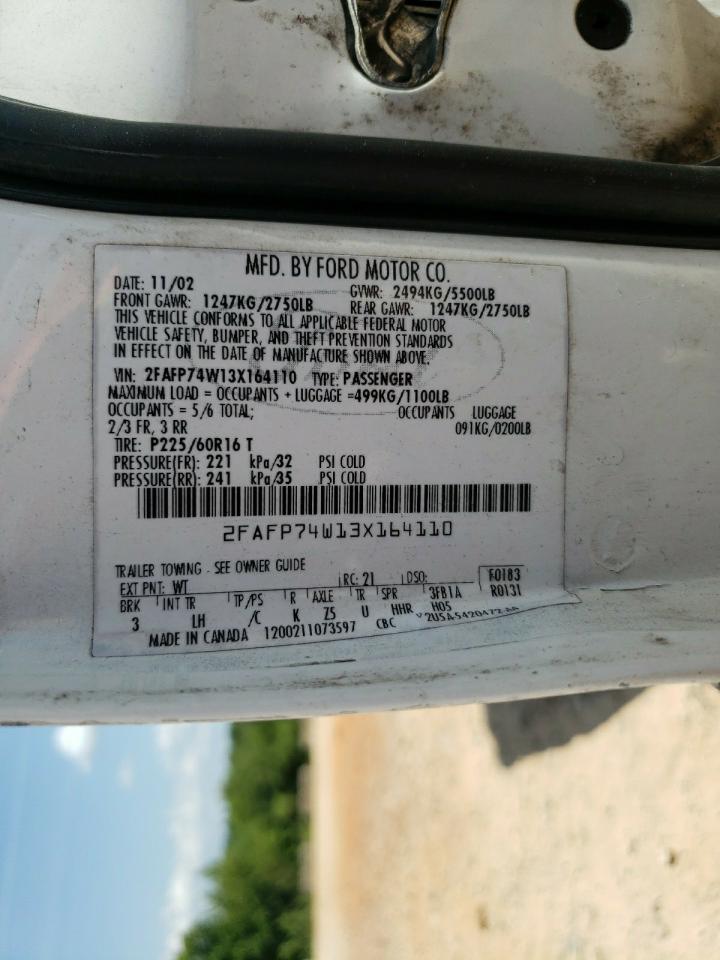 MFD. BY FORD MOTOR CO.
DATE: 11/02 GVWR: 2494KG/5500LB
FRONT GAWR: 1247KG/2750LB REAR GAWR: 1247KG/2750LB
THIS VEHICLE CONFORMS TO ALL APPLICABLE FEDERAL MOTOR
VEHICLE SAFETY, BUMPER, AND THEFT PREVENTION STANDARDS
IN EFFECT ON THE DATE OF MANUFACTURE SHOWN ABOVE.
VIN: 2FAFP74W13X164110 TYPE: PASSENGER
MAXIMUM LOAD = OCCUPANTS + LUGGAGE =499KG/1100LB
OCCUPANTS = 5/6 TOTAL; OCCUPANTS LUGGAGE
2/3 FR, 3 RR 091KG/0200LB
TIRE: P225/60R16 T
PRESSURE(FR): 221 kPa/32 PSI COLD
PRESSURE(RR): 241 kPa/35 PSI COLD
2FAFP74W13X164110
TRAILER TOWING - SEE OWNER GUIDE
EXT PNT: WT RC: 21 DSO: F0183
BRK INT TR TP/PS R AXLE TR SPR 3FB1A R0131
3 LH /C K Z5 U HHR H05
MADE IN CANADA 1200211073597 CBC